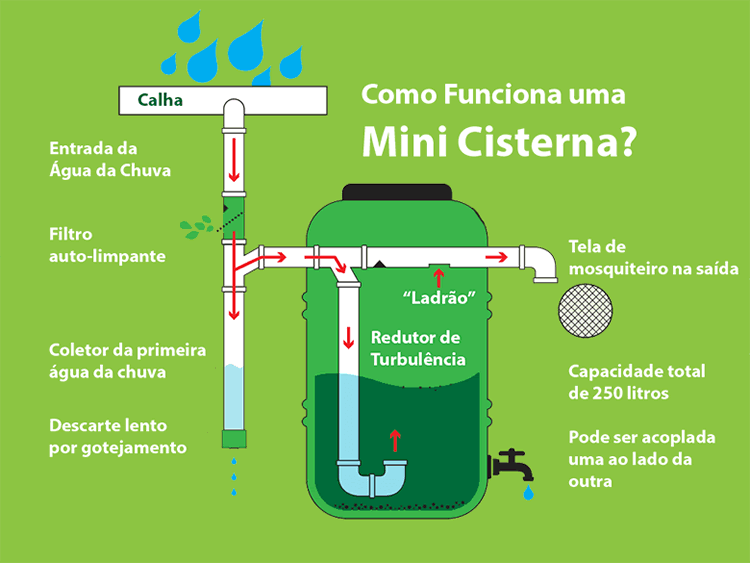 Calha
Como Funciona uma
Mini Cisterna?
Entrada da
Água da Chuva
Filtro
auto-limpante
Coletor da primeira
água da chuva
Descarte lento
por gotejamento
“Ladrão”
Redutor de
Turbulência
Tela de
mosquiteiro na saída
Capacidade total
de 250 litros
Pode ser acoplada
uma ao lado da
outra